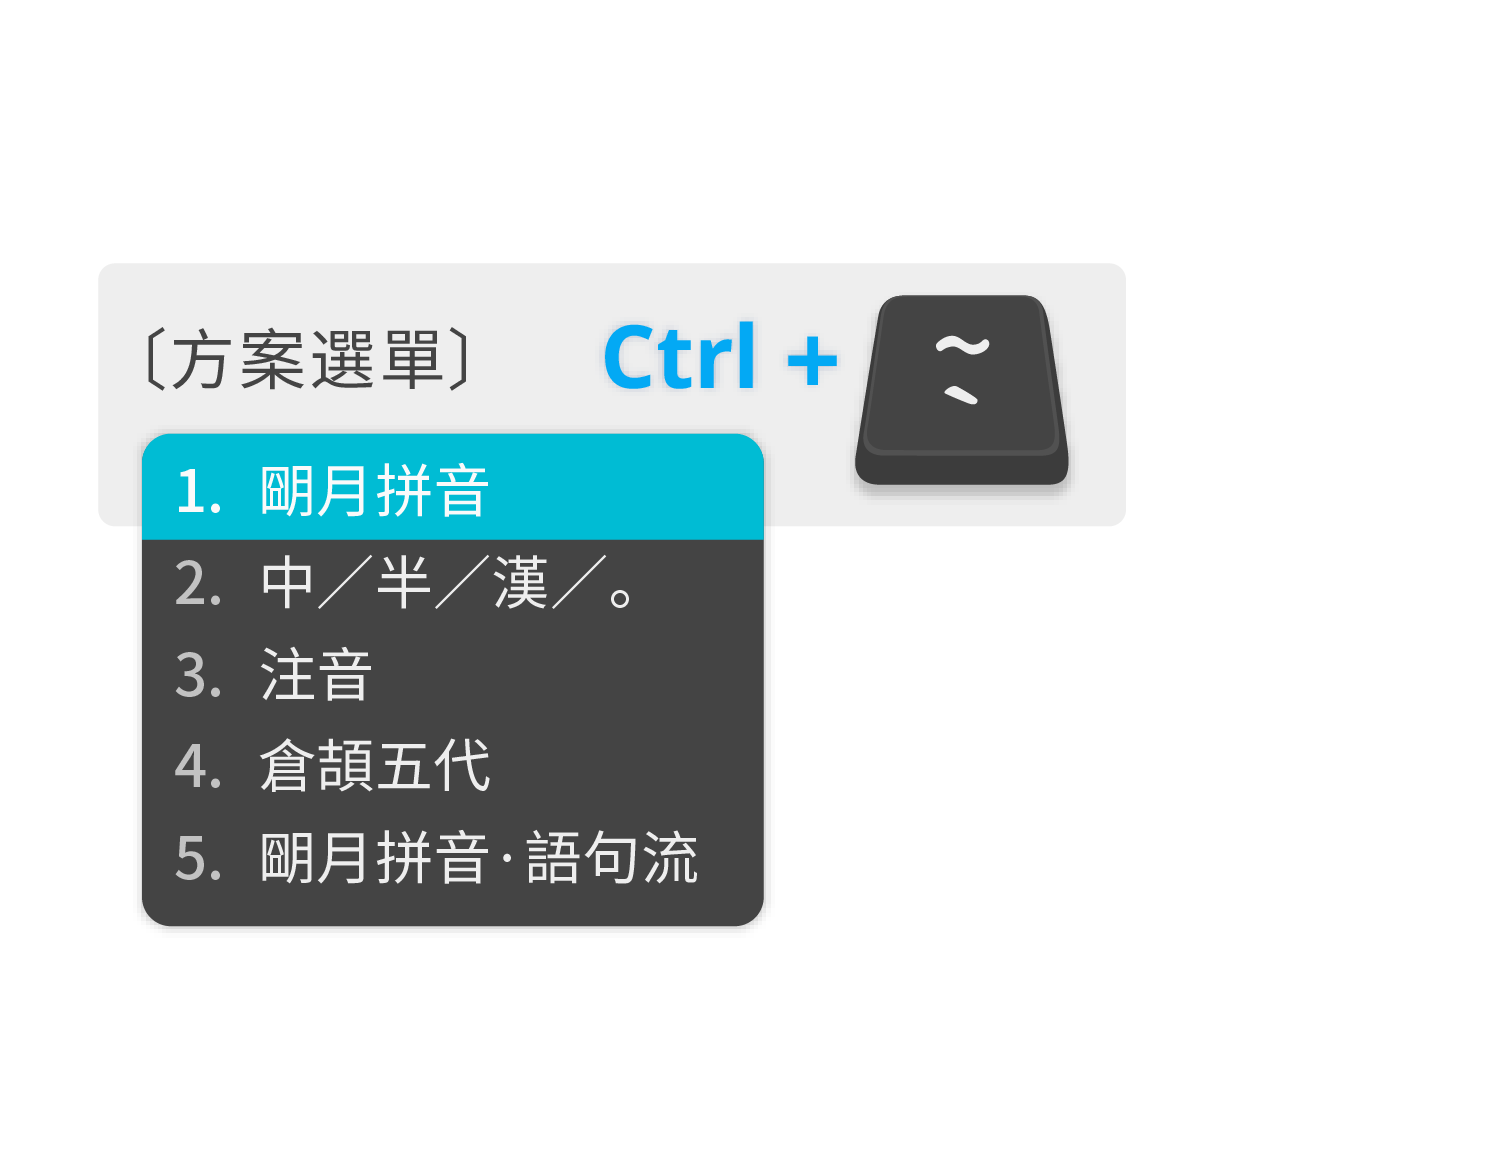 〔方案選單〕 Ctrl +
~
`
1. 朙月拼音
2. 中／半／漢／。
3. 注音
4. 倉頡五代
5. 朙月拼音·語句流